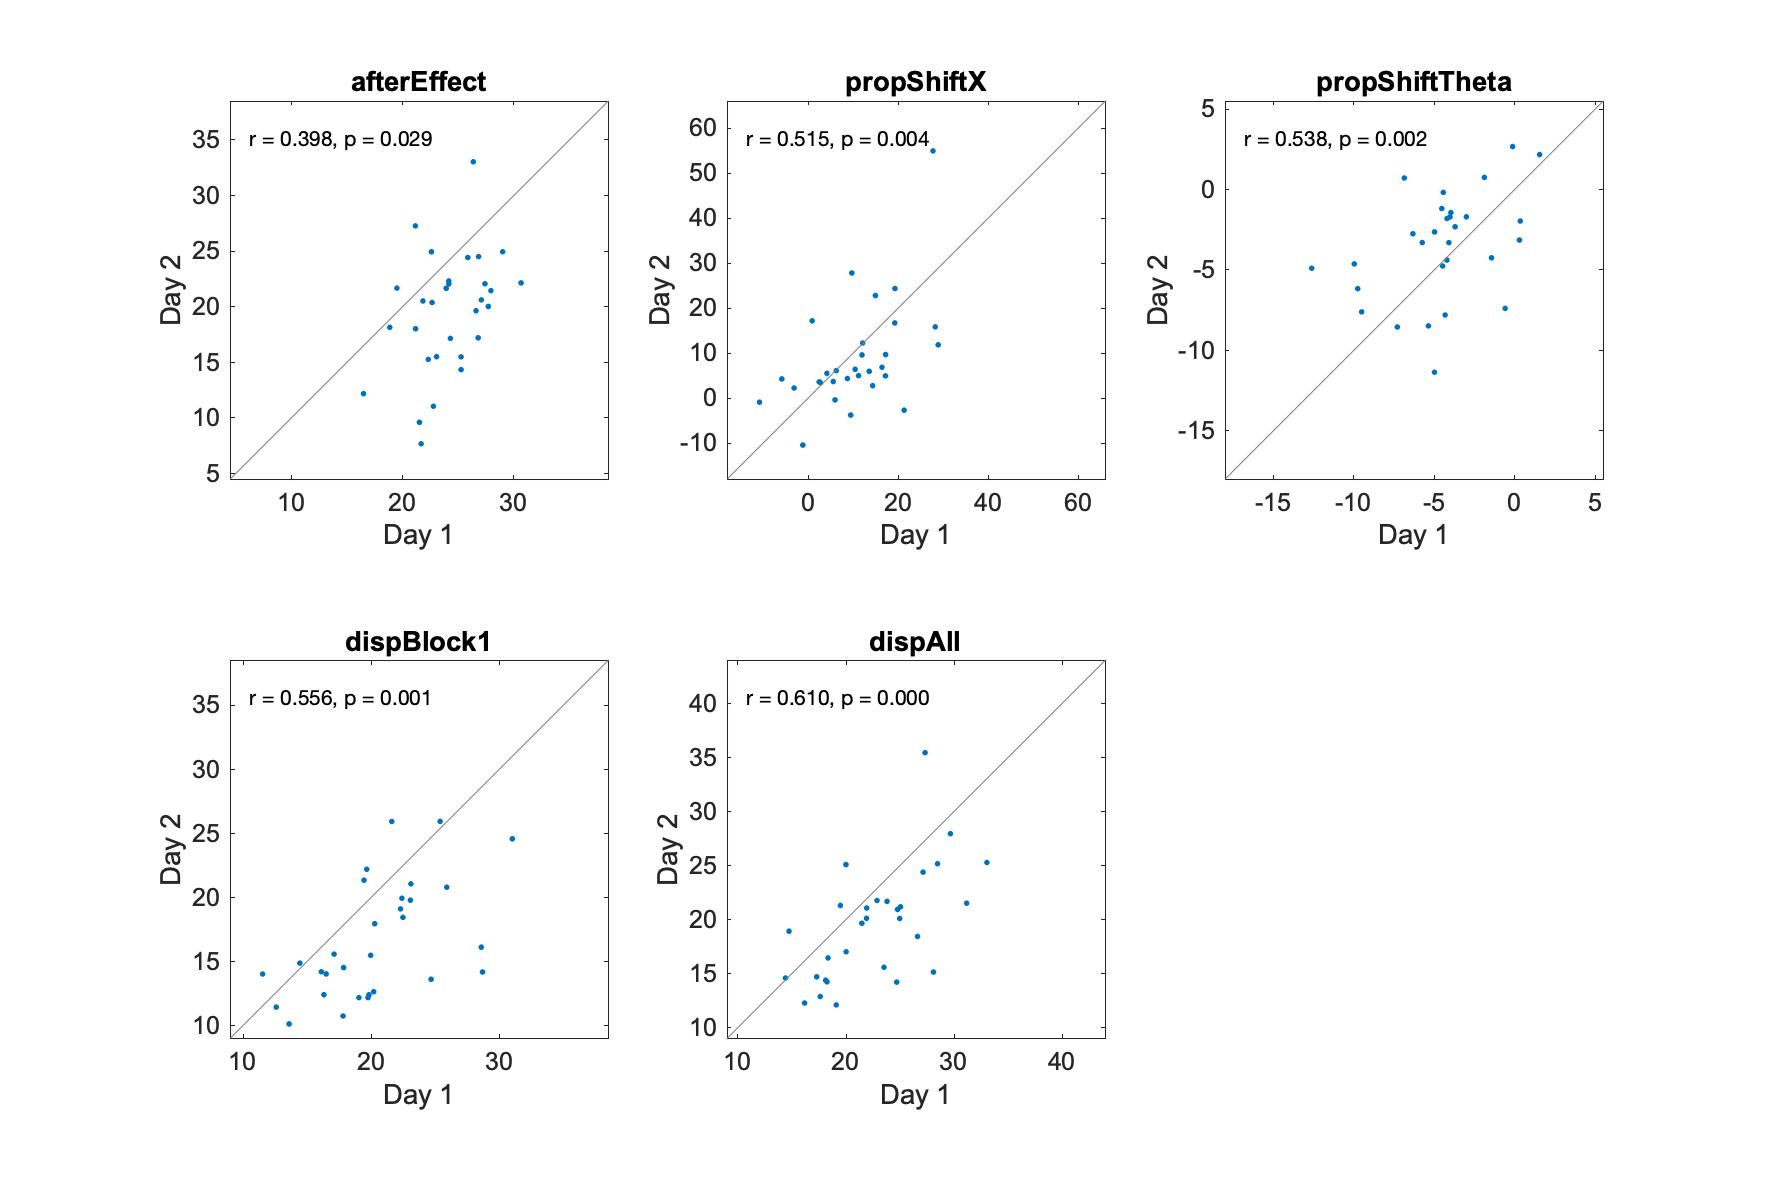 afterEffect
r = 0.398, p = 0.029
35
30
25
20
15
10
5
Day 2
10 20 30
Day 1
propShiftX
r = 0.515, p = 0.004
60
50
40
30
20
10
0
-10
Day 2
0 20 40 60
Day 1
propShiftTheta
r = 0.538, p = 0.002
5
0
-5
-10
-15
Day 2
-15 -10 -5 0 5
Day 1
dispBlock1
r = 0.556, p = 0.001
35
30
25
20
15
10
Day 2
10 20 30
Day 1
dispAll
r = 0.610, p = 0.000
40
35
30
25
20
15
10
Day 2
10 20 30 40
Day 1